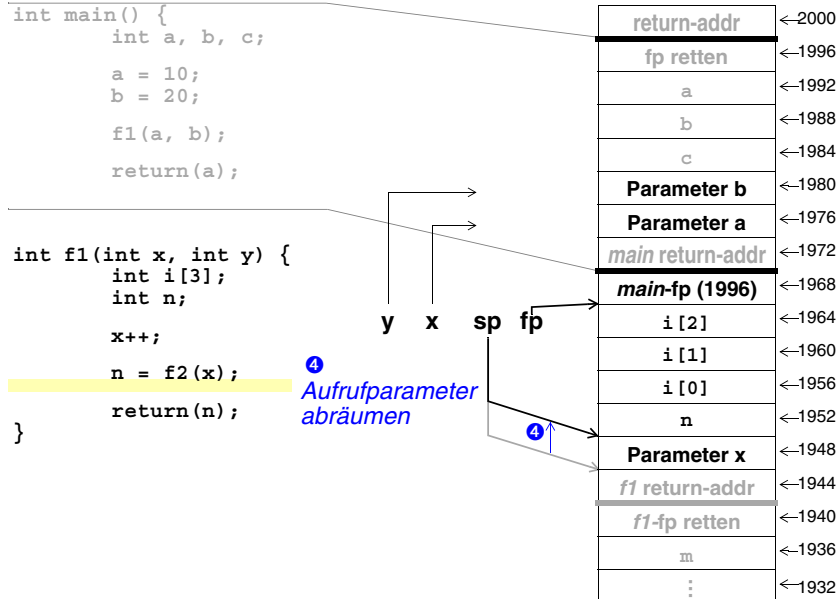 int main() {
int a, b, c;
a = 10;
b = 20;
f1(a, b);
return(a);
int f1(int x, int y) {
int i[3];
int n;
x++;
n = f2(x);
return(n);
}
❹
Aufrufparameter
abräumen
y x sp fp
❹
return-addr 2000
fp retten 1996
a 1992
b 1988
c 1984
Parameter b 1980
Parameter a 1976
main return-addr 1972
main-fp (1996) 1968
i[2] 1964
i[1] 1960
i[0] 1956
n 1952
Parameter x 1948
f1 return-addr 1944
f1-fp retten 1940
m 1936
⋮ 1932